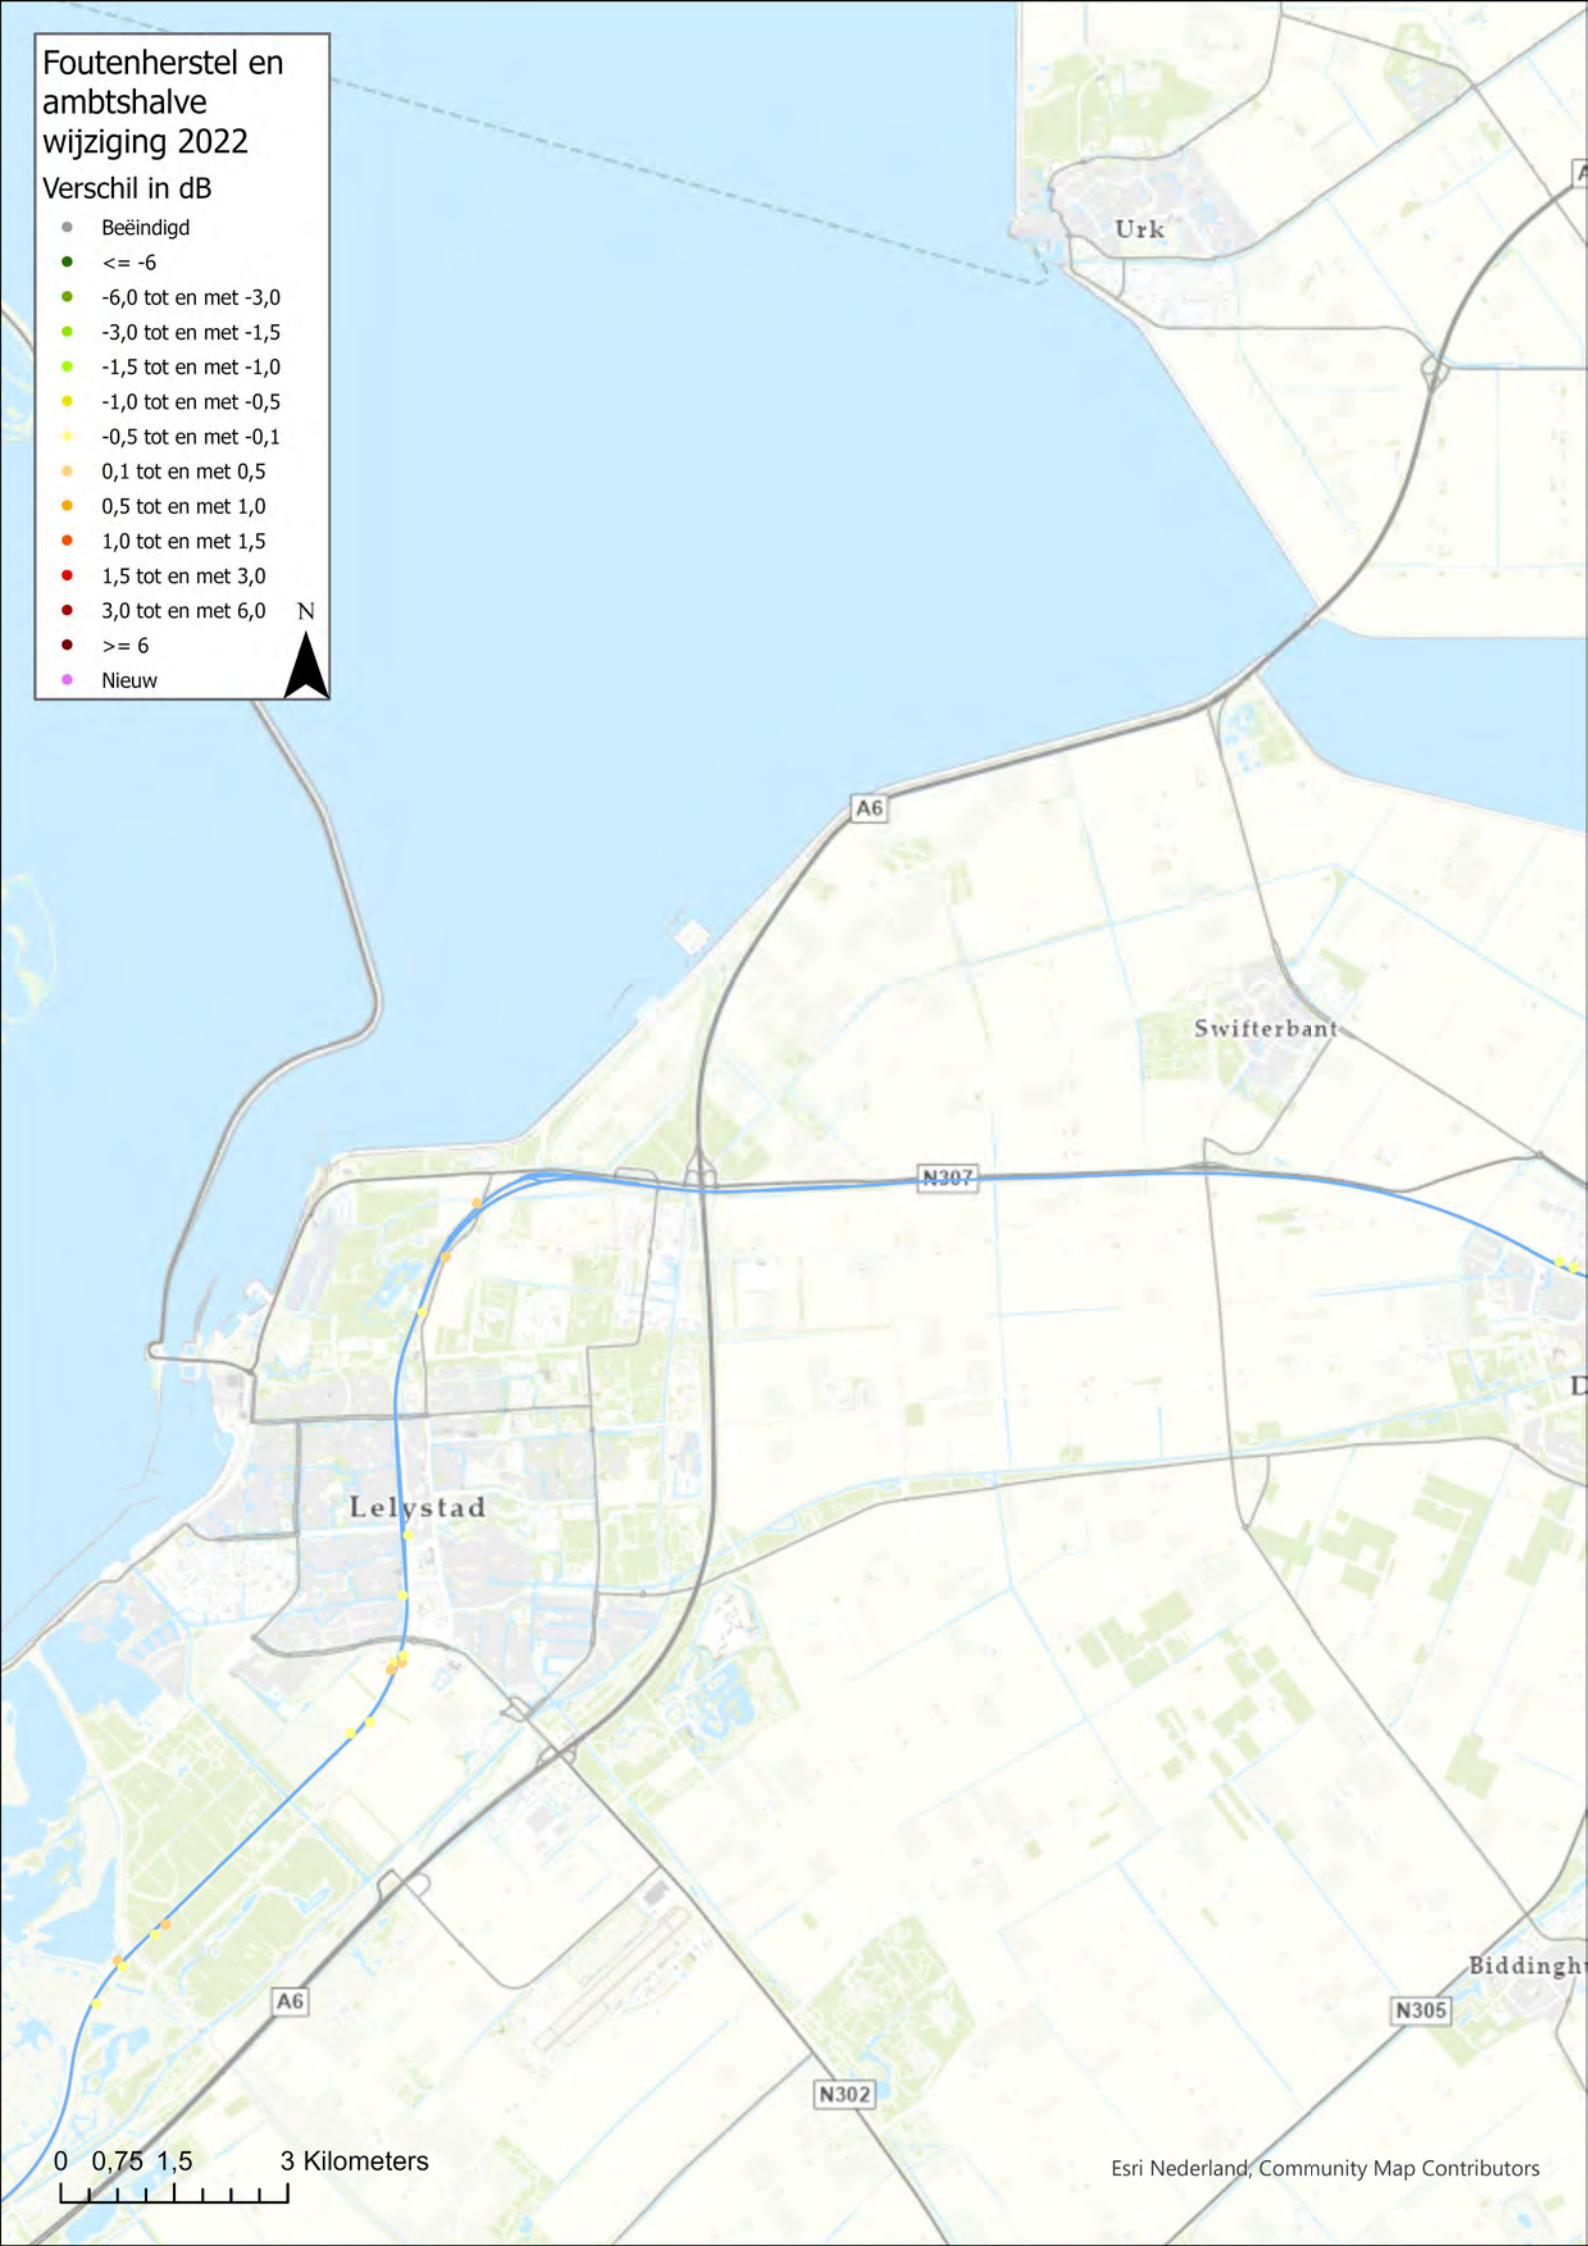 Foutenherstel en
ambtshalve
wijziging 2022
Verschil in dB
Beëindigd
<= -6
-6,0 tot en met -3,0
-3,0 tot en met -1,5
-1,5 tot en met -1,0
-1,0 tot en met -0,5
-0,5 tot en met -0,1
0,1 tot en met 0,5
0,5 tot en met 1,0
1,0 tot en met 1,5
1,5 tot en met 3,0
3,0 tot en met 6,0
>= 6
Nieuw
N
A
Urk
A6
Swifterbant
N307
D
Lelystad
Biddinghu
A6
N305
N302
0 0,75 1,5 3 Kilometers
Esri Nederland, Community Map Contributors